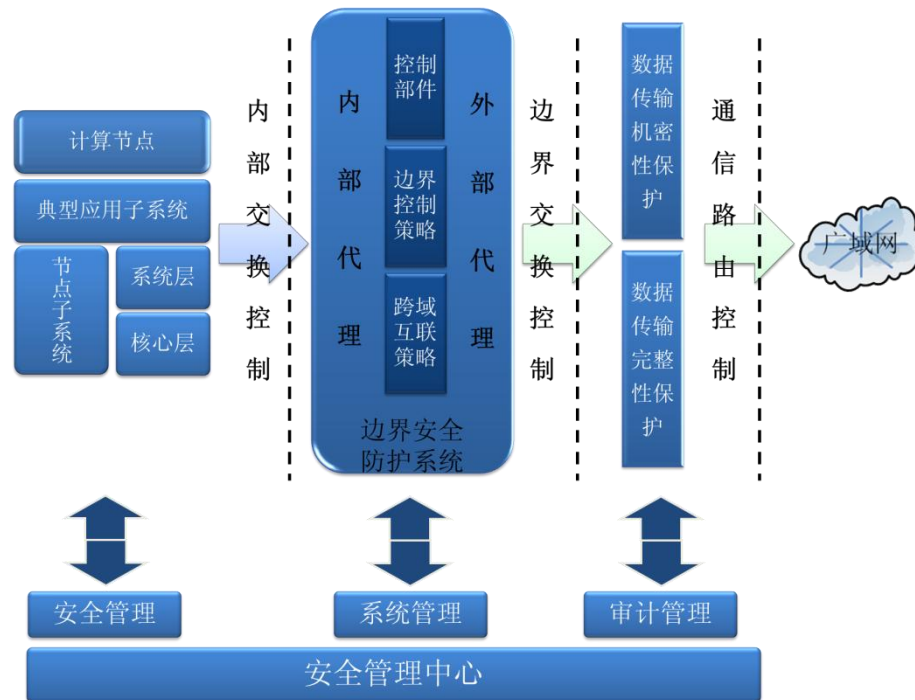 计算节点
典型应用子系统
节点子系统
系统层
核心层
内部交换控制
内部代理
控制
部件
边界
控制
策略
跨域
互联
策略
外部代理
边界安全
防护系统
边界交换控制
数据
传输
机密
性保
护
数据
传输
完整
性保
护
通信路由控制
广域网
安全管理
系统管理
审计管理
安全管理中心